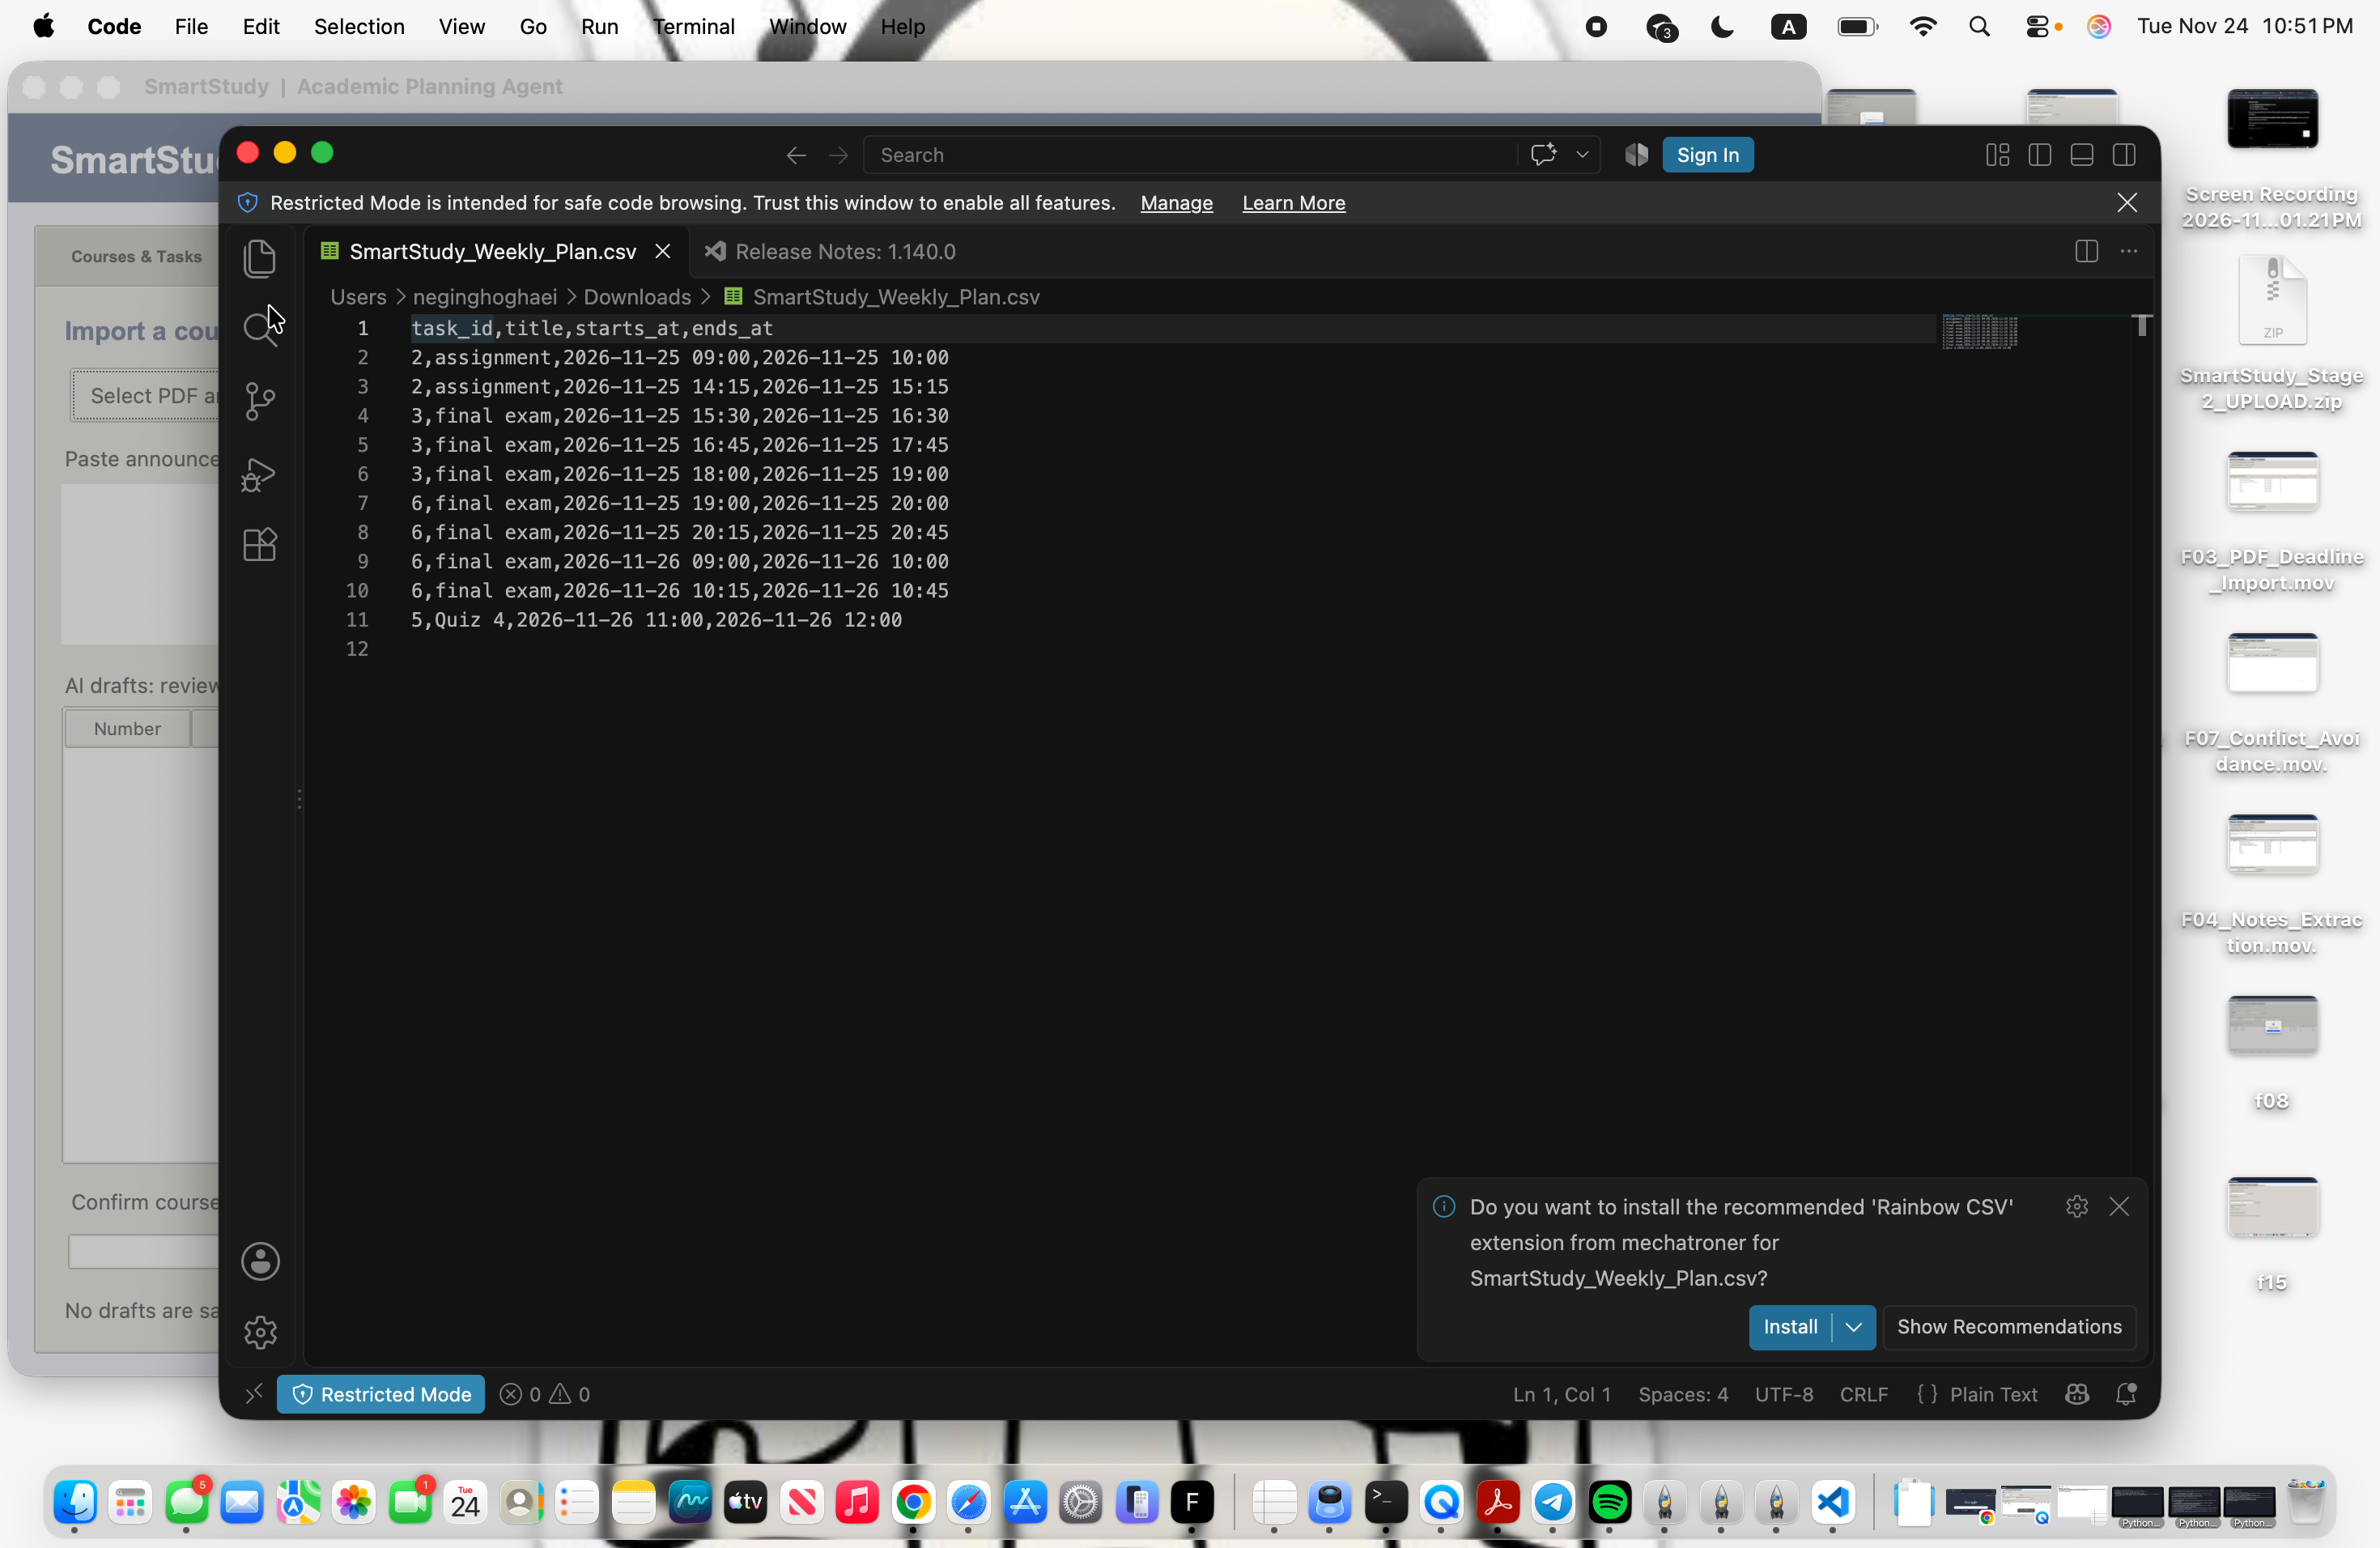 Code File Edit Selection View Go Run Terminal Window Help
3
A
Tue Nov 24 10:51 PM
SmartStudy | Academic Planning Agent
SmartStu
Search
Sign In
Restricted Mode is intended for safe code browsing. Trust this window to enable all features. Manage Learn More
Courses & Tasks
SmartStudy_Weekly_Plan.csv
Release Notes: 1.140.0
Users > neginghoghaei > Downloads > SmartStudy_Weekly_Plan.csv
Import a cou
Select PDF a
Paste announce
AI drafts: review
Number
Confirm course
No drafts are sa
1 task_id,title,starts_at,ends_at
2 2,assignment,2026-11-25 09:00,2026-11-25 10:00
3 2,assignment,2026-11-25 14:15,2026-11-25 15:15
4 3,final exam,2026-11-25 15:30,2026-11-25 16:30
5 3,final exam,2026-11-25 16:45,2026-11-25 17:45
6 3,final exam,2026-11-25 18:00,2026-11-25 19:00
7 6,final exam,2026-11-25 19:00,2026-11-25 20:00
8 6,final exam,2026-11-25 20:15,2026-11-25 20:45
9 6,final exam,2026-11-26 09:00,2026-11-26 10:00
10 6,final exam,2026-11-26 10:15,2026-11-26 10:45
11 5,Quiz 4,2026-11-26 11:00,2026-11-26 12:00
12
Do you want to install the recommended 'Rainbow CSV'
extension from mechatroner for
SmartStudy_Weekly_Plan.csv?
Install
Show Recommendations
Restricted Mode
0 0
Ln 1, Col 1 Spaces: 4 UTF-8 CRLF {} Plain Text
Screen Recording
2026-11...01.21 PM
ZIP
SmartStudy_Stage
2_UPLOAD.zip
F03_PDF_Deadline
_Import.mov
F07_Conflict_Avoi
dance.mov.
F04_Notes_Extrac
tion.mov.
f08
f15
5
1
Tue
24
tv
F
Python...
Python...
Python...